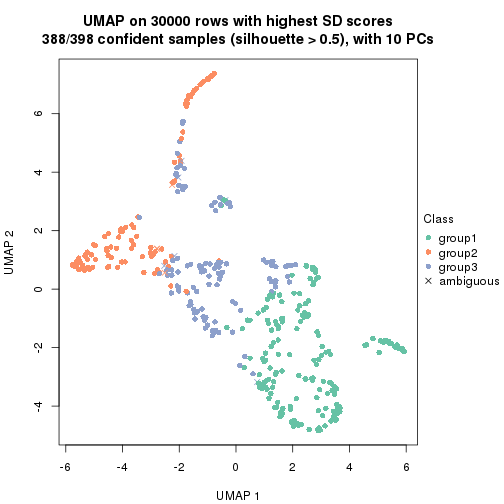 UMAP on 30000 rows with highest SD scores
388/398 confident samples (silhouette > 0.5), with 10 PCs
6
4
2
0
-2
-4
UMAP 2
-6
-4
-2
0
2
4
6
UMAP 1
Class
group1
group2
group3
ambiguous